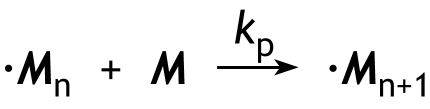 ·Mₙ + M kₚ → ·Mₙ₊₁